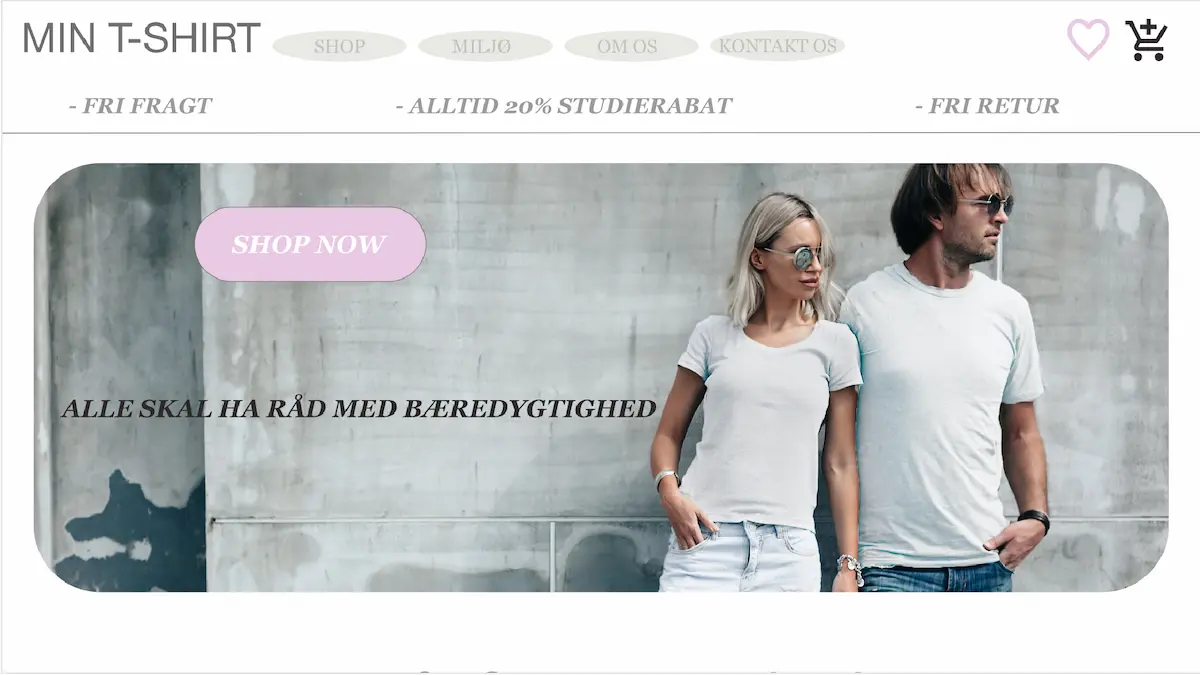 MIN T-SHIRT
SHOP MILJØ OM OS KONTAKT OS
- FRI FRAGT - ALLTID 20% STUDIERABAT - FRI RETUR
SHOP NOW
ALLE SKAL HA RÅD MED BÆREDYGTIGHED